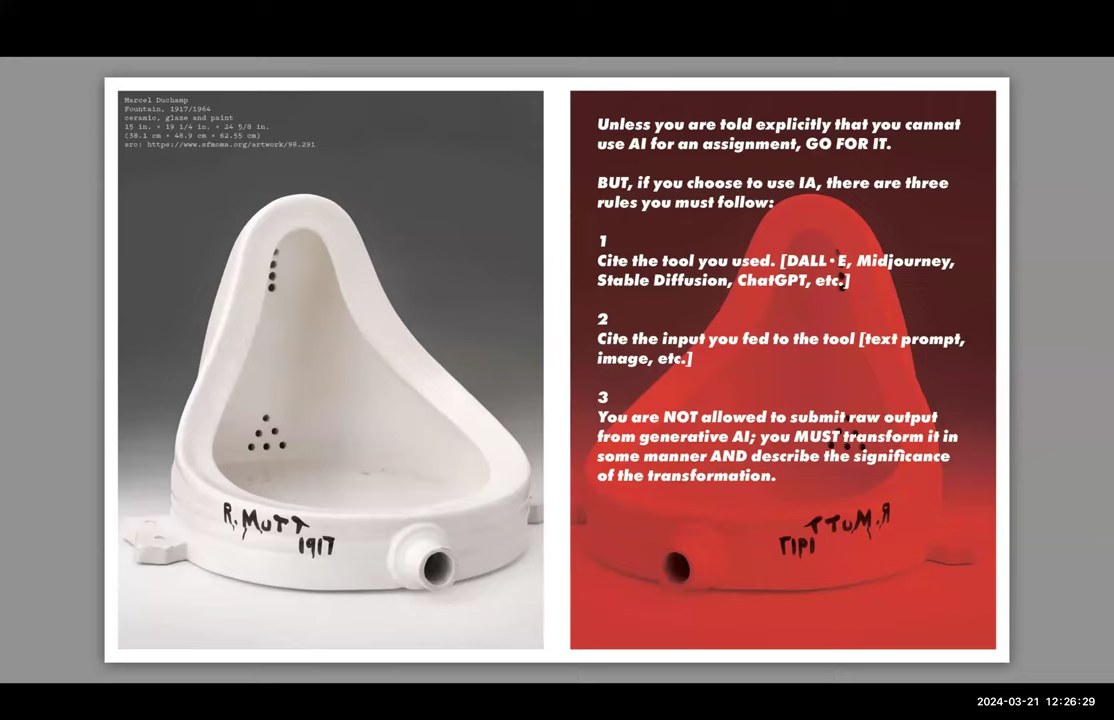 Marcel Duchamp
Fountain, 1917/1964
ceramic, glaze and paint
15 in. × 19 1/4 in. × 24 5/8 in.
(38.1 cm × 48.9 cm × 62.55 cm)
src: https://www.sfmoma.org/artwork/98.291
R. MUTT
1917
Unless you are told explicitly that you cannat
use AI for an assignment, GO FOR IT.
BUT, if you choose to use IA, there are three
rules you must follow:
1
Cite the tool you used. [DALL·E, Midjourney,
Stable Diffusion, ChatGPT, etc.]
2
Cite the input you fed to the tool [text prompt,
image, etc.]
3
You are NOT allowed to submit raw output
from generative AI; you MUST transform it in
some manner AND describe the significance
of the transformation.
R. MUTT
1917
2024-03-21 12:26:29